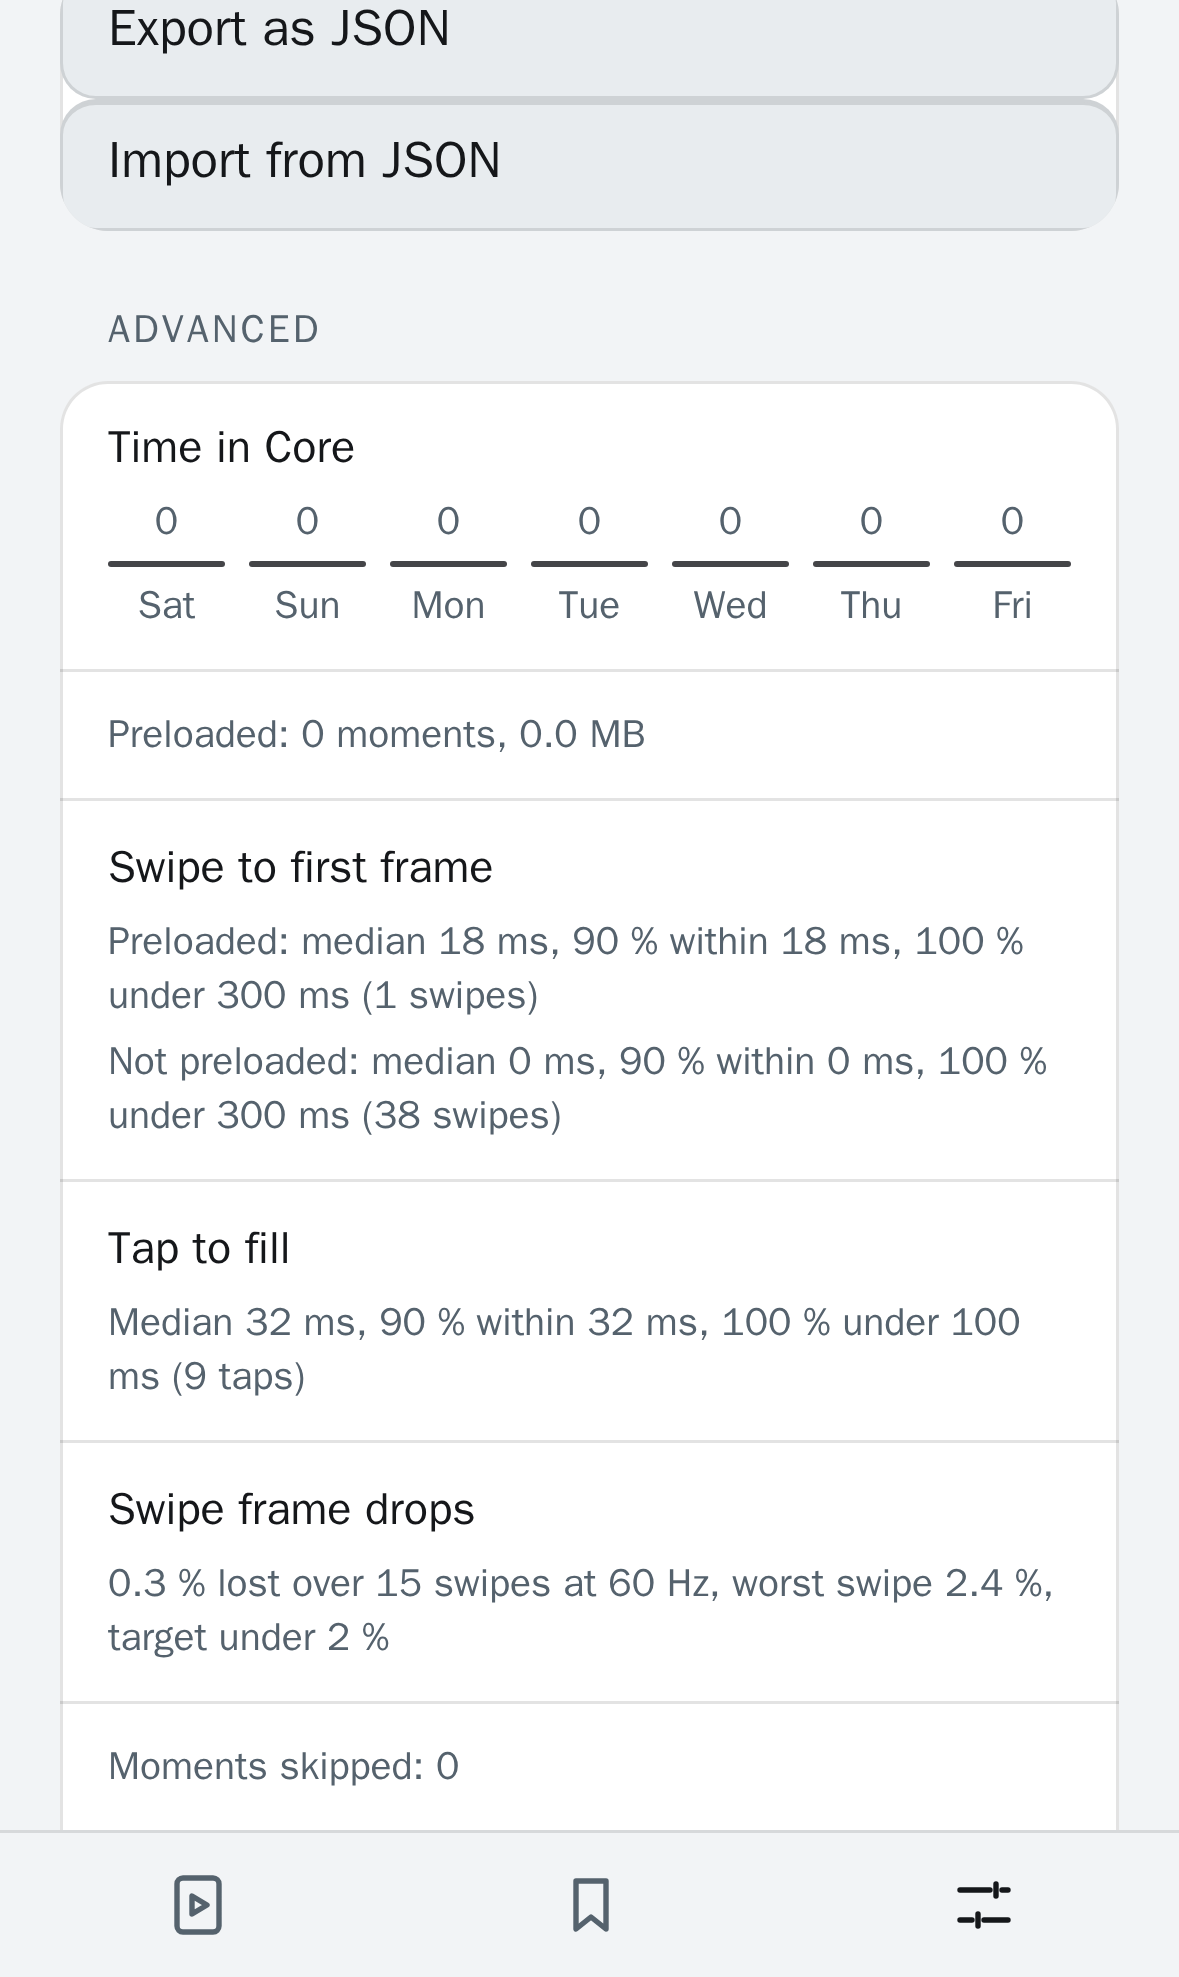 Export as JSON
Import from JSON
ADVANCED
Time in Core
0 0 0 0 0 0 0
Sat Sun Mon Tue Wed Thu Fri
Preloaded: 0 moments, 0.0 MB
Swipe to first frame
Preloaded: median 18 ms, 90 % within 18 ms, 100 %
under 300 ms (1 swipes)
Not preloaded: median 0 ms, 90 % within 0 ms, 100 %
under 300 ms (38 swipes)
Tap to fill
Median 32 ms, 90 % within 32 ms, 100 % under 100
ms (9 taps)
Swipe frame drops
0.3 % lost over 15 swipes at 60 Hz, worst swipe 2.4 %,
target under 2 %
Moments skipped: 0